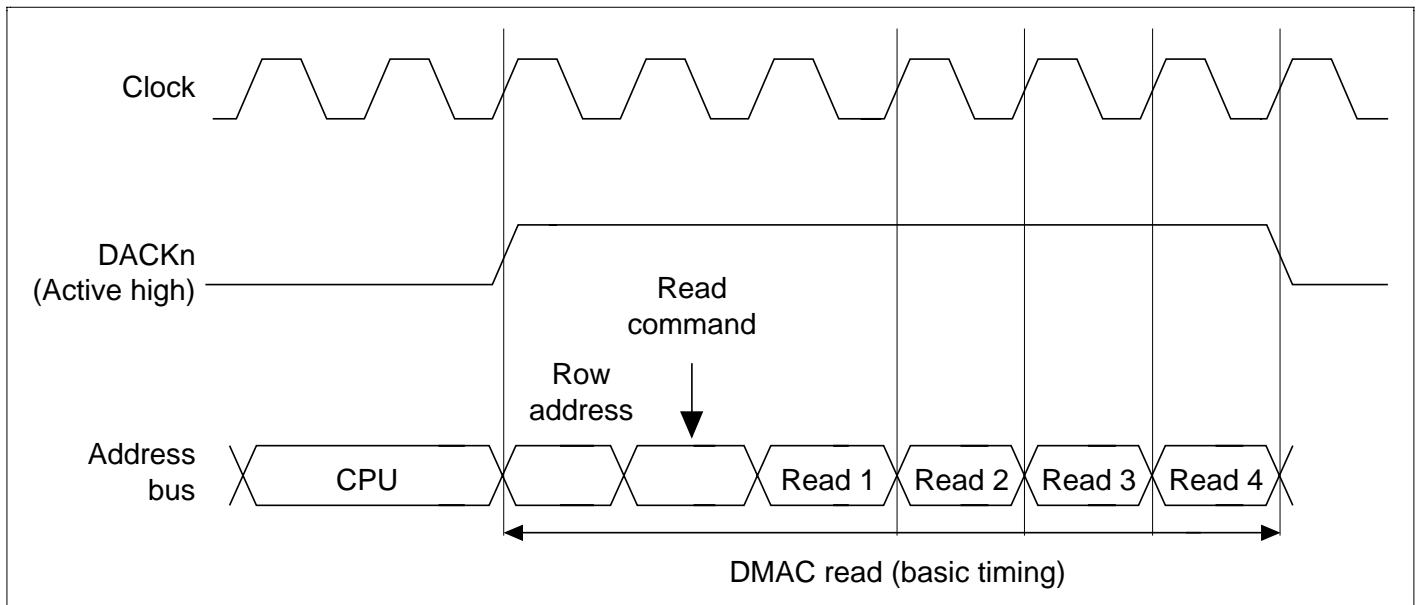 Clock
DACKn
(Active high)
Read
command
Row
address
Address
bus
CPU
Read 1
Read 2
Read 3
Read 4
DMAC read (basic timing)